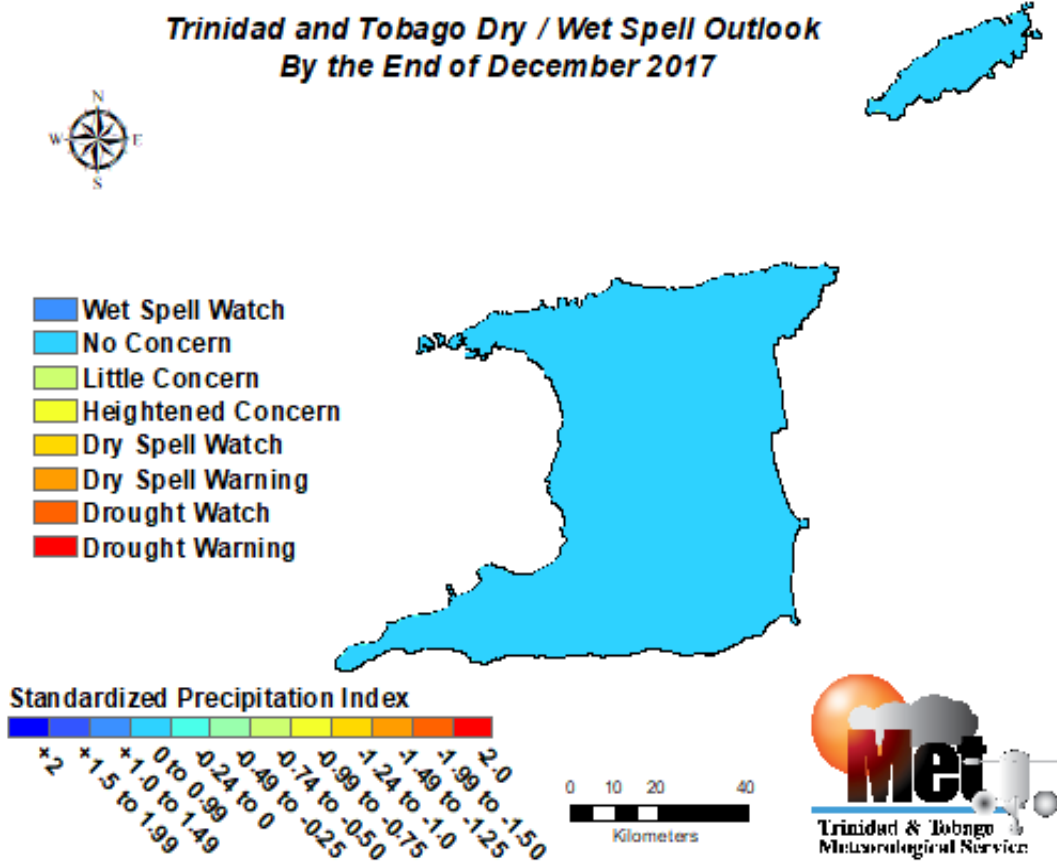 Trinidad and Tobago Dry / Wet Spell Outlook
By the End of December 2017
N
W E
S
Wet Spell Watch
No Concern
Little Concern
Heightened Concern
Dry Spell Watch
Dry Spell Warning
Drought Watch
Drought Warning
Standardized Precipitation Index
+2
+1.5 to 1.99
+1.0 to 1.49
0 to 0.99
-0.24 to 0
-0.49 to -0.25
-0.74 to -0.50
-0.99 to -0.75
-1.24 to -1.0
-1.49 to -1.25
-1.99 to -1.50
-2.0
0 10 20 40
Kilometers
Met
Trinidad & Tobago
Meteorological Service